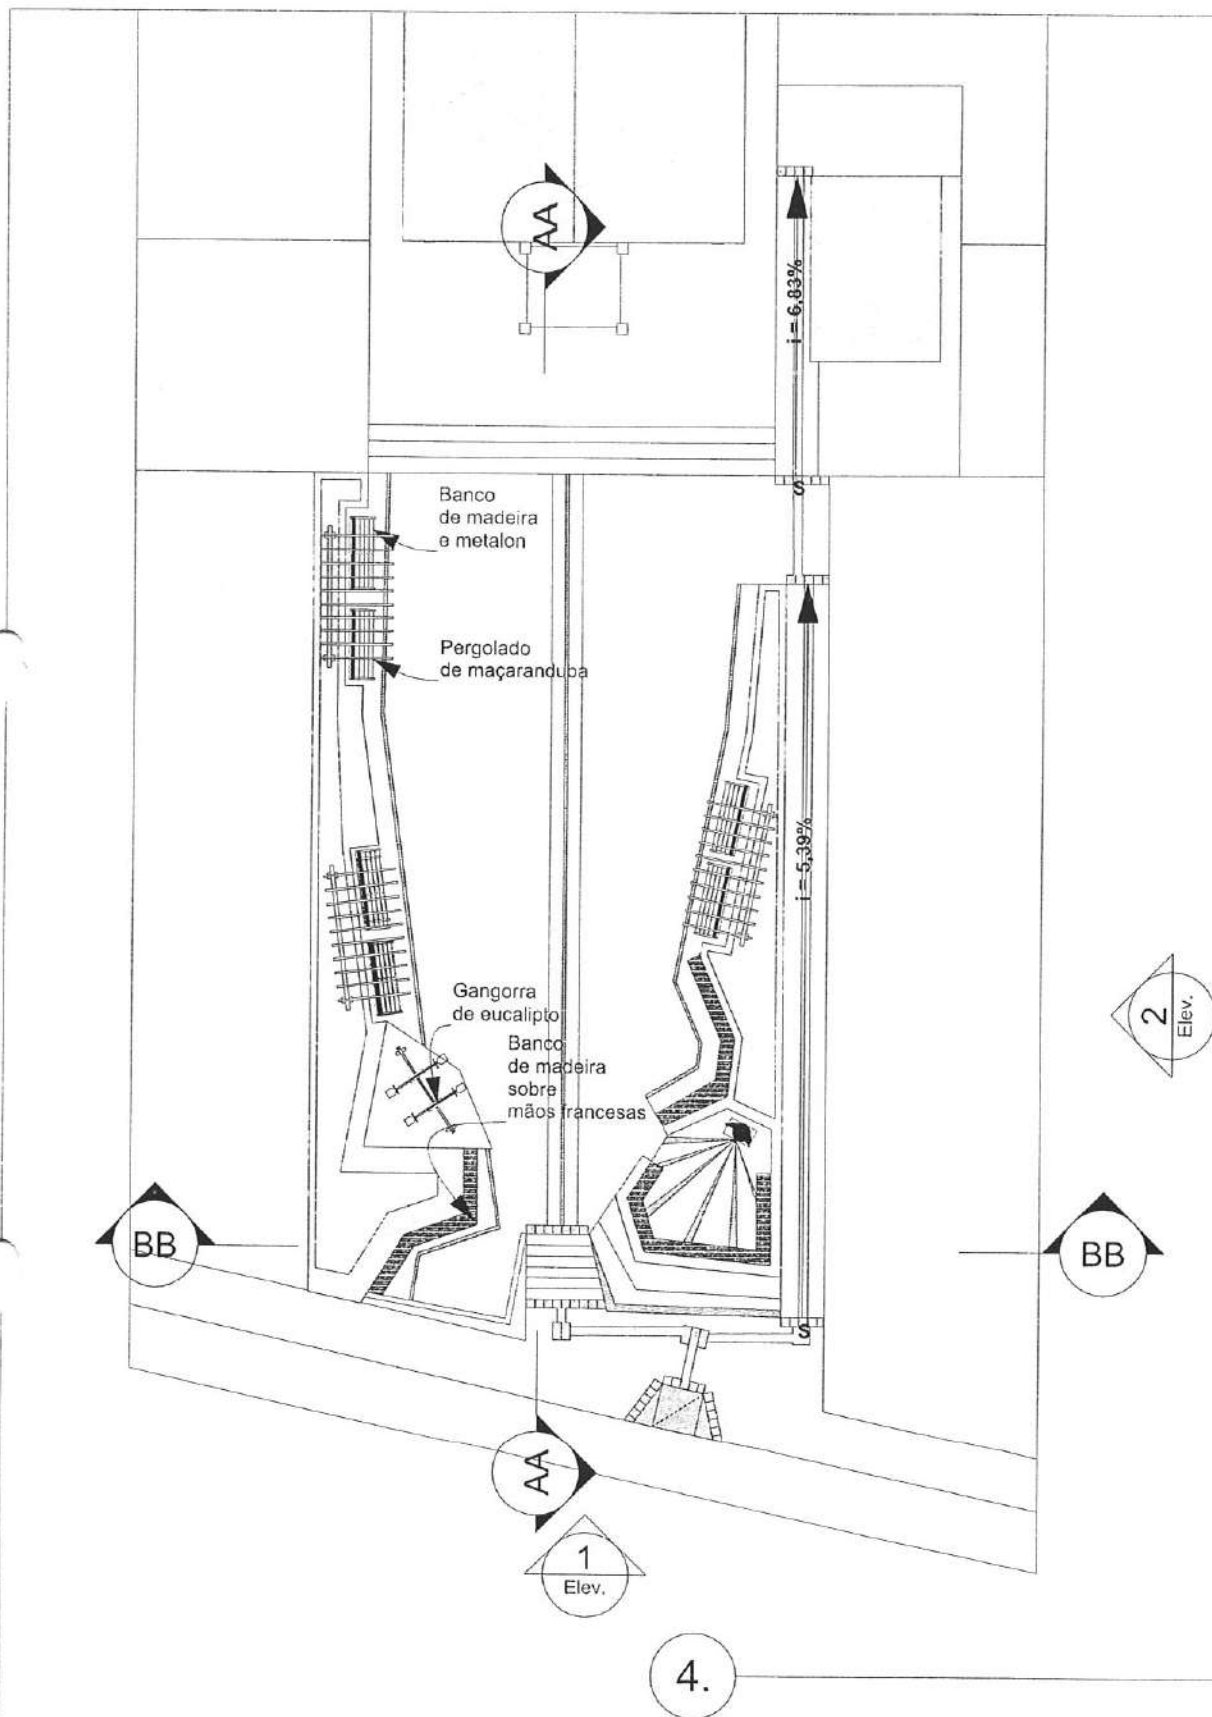 AA
i = 6,83%
S
Banco
de madeira
e metalon
Pergolado
de maçaranduba
i = 5,39%
Gangorra
de eucalipto
Banco
de madeira
sobre
mãos francesas
2
Elev.
BB
BB
S
AA
1
Elev.
4.